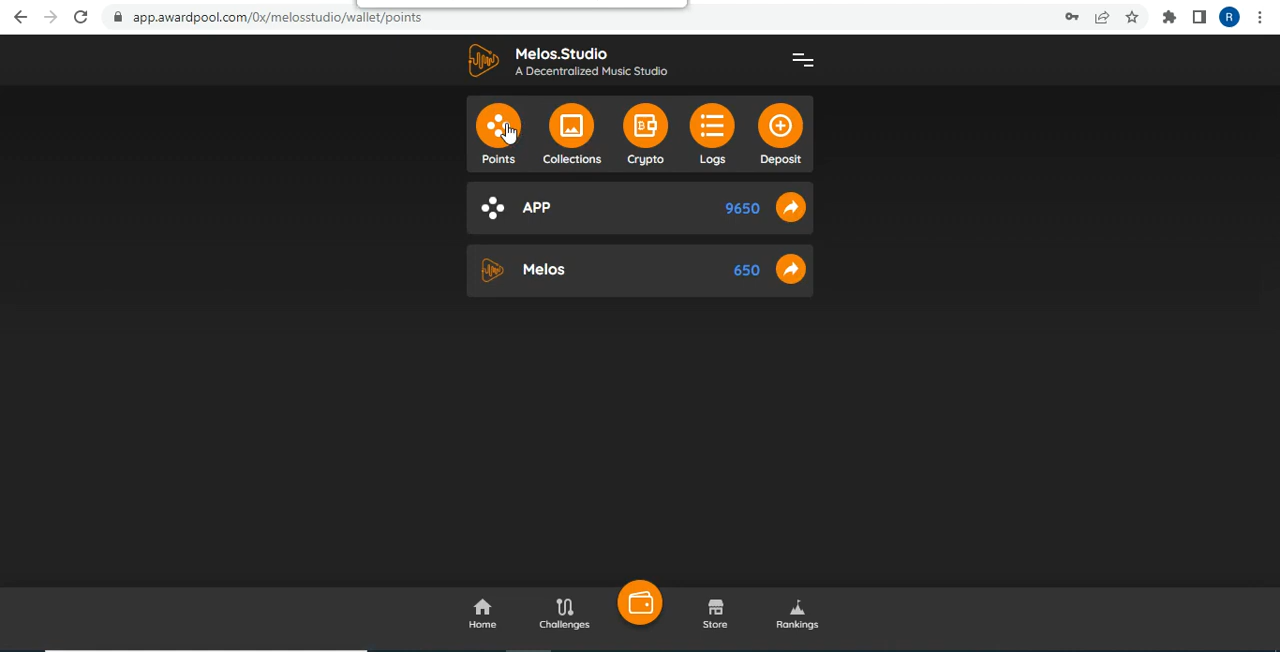 app.awardpool.com/0x/melosstudio/wallet/points
R
Melos.Studio
A Decentralized Music Studio
Points Collections Crypto Logs Deposit
APP 9650
Melos 650
Home Challenges Store Rankings